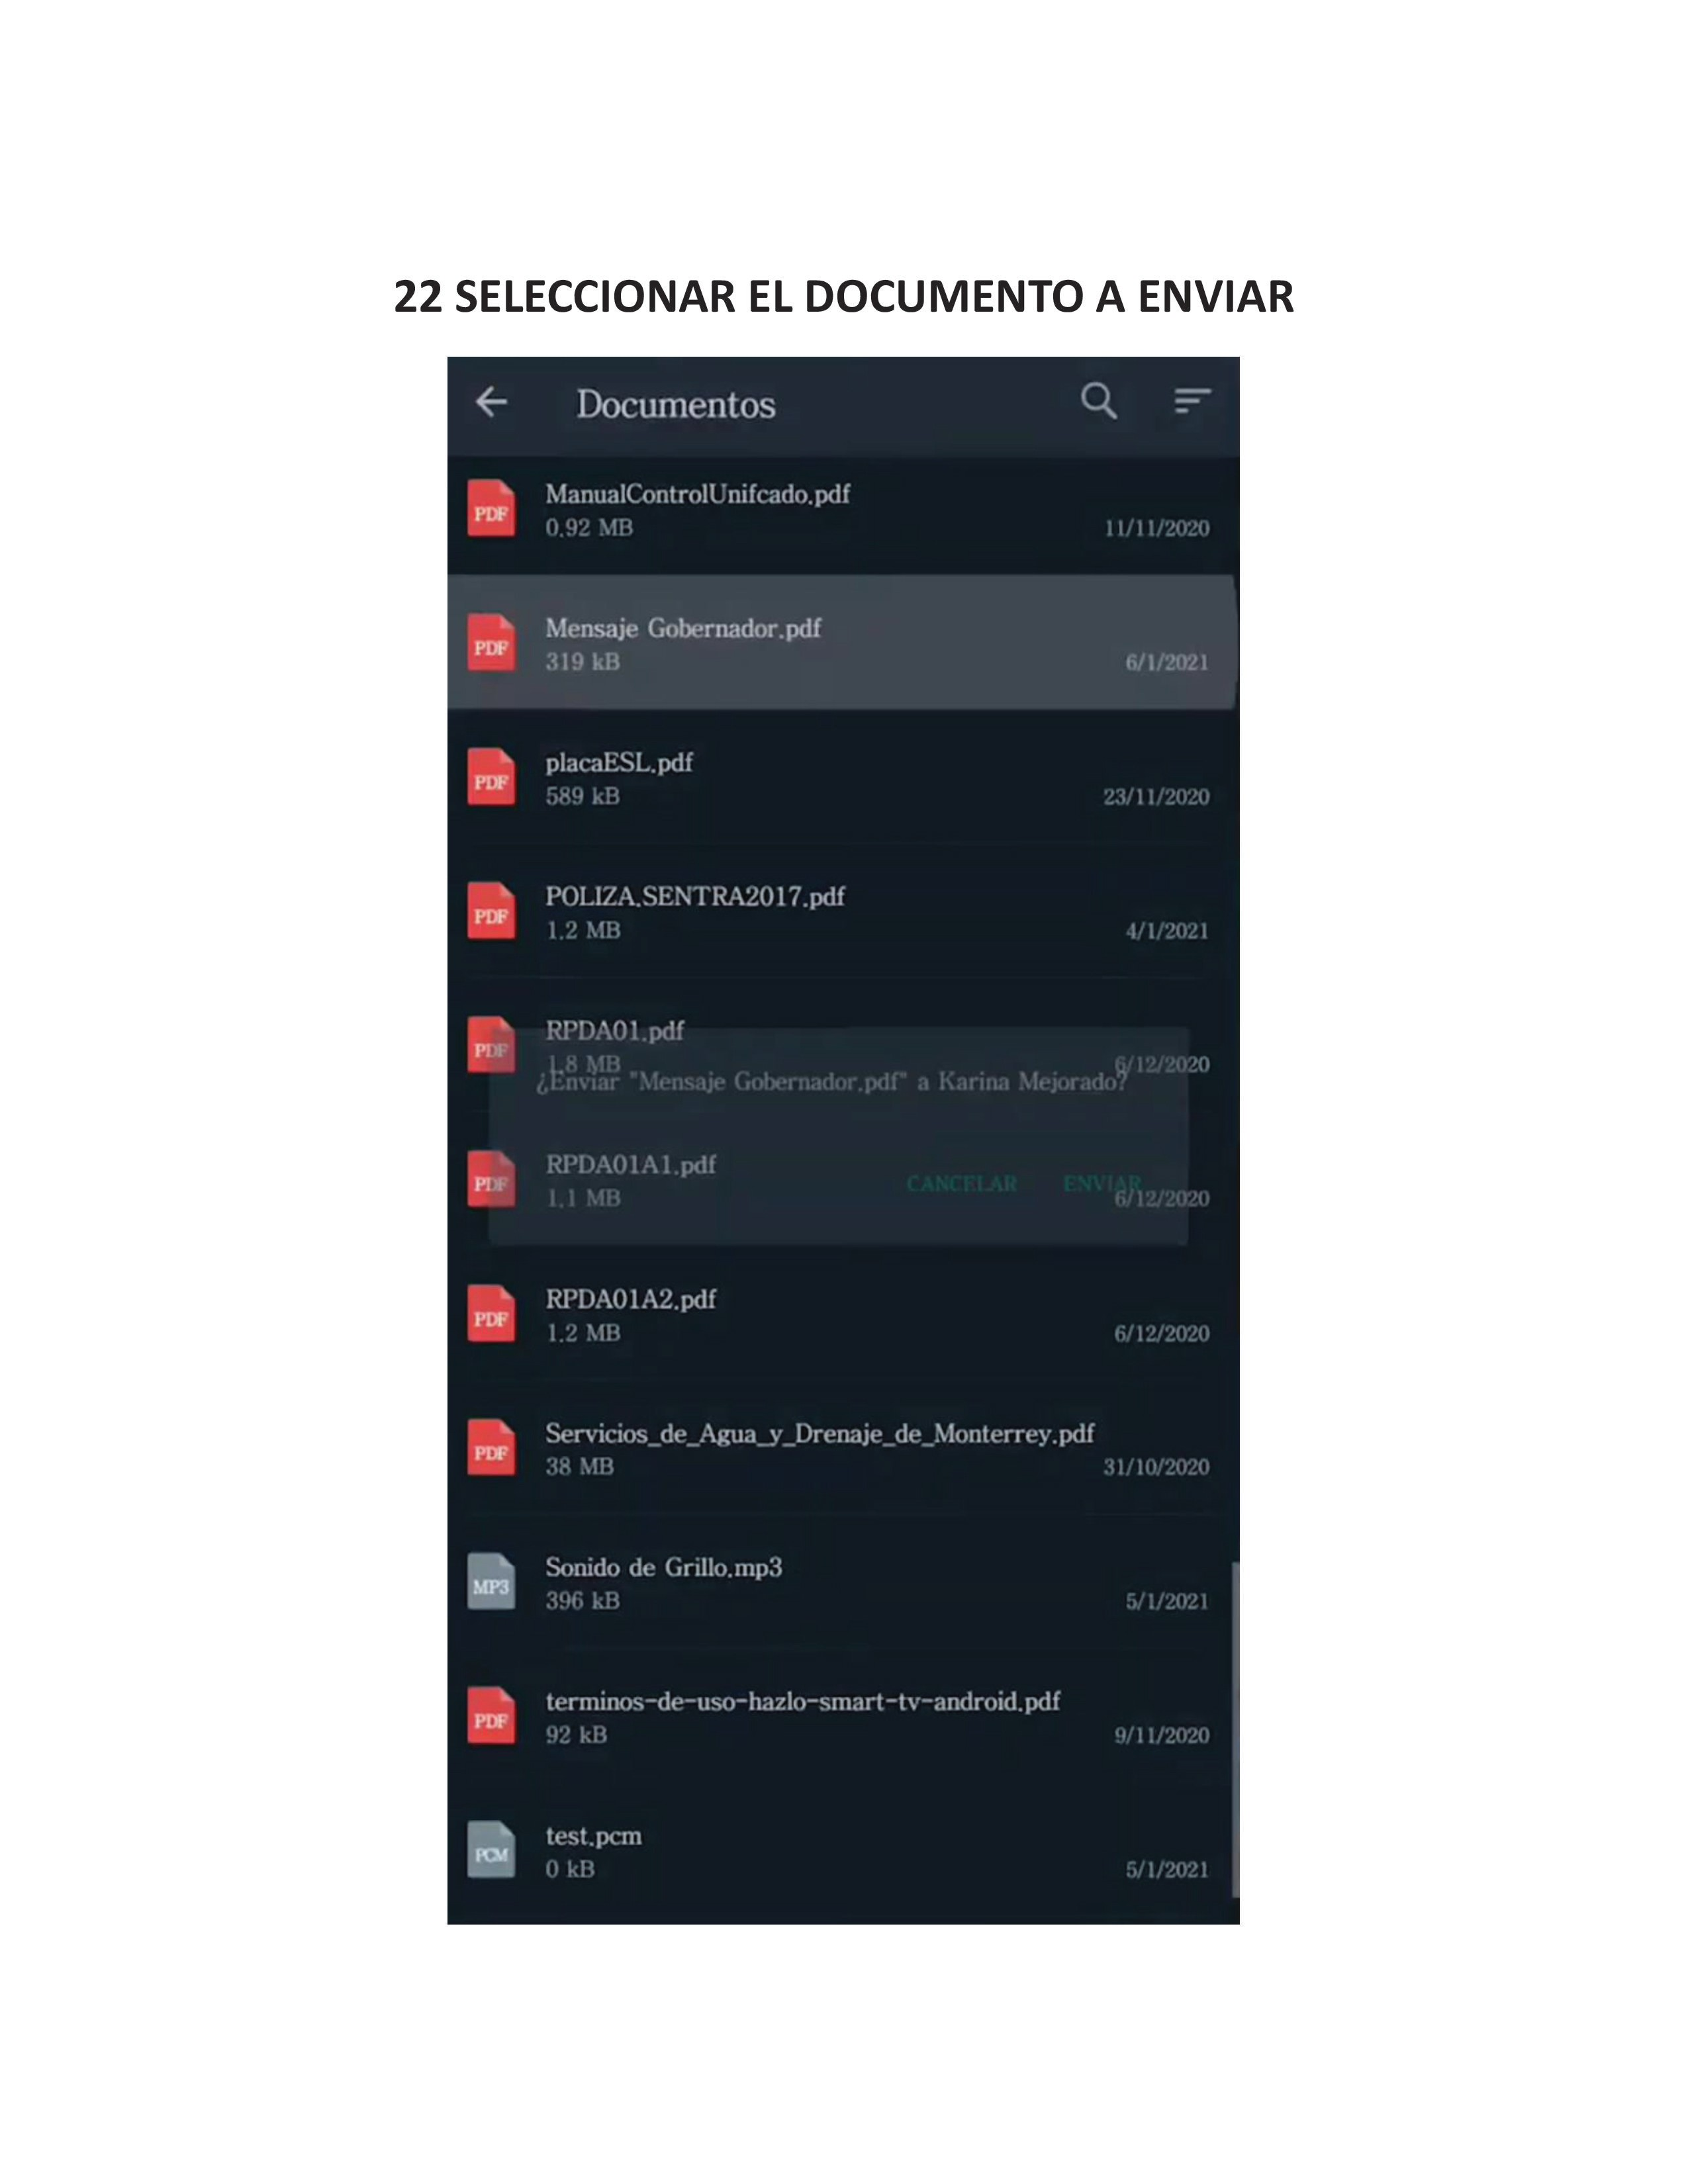 22 SELECCIONAR EL DOCUMENTO A ENVIAR
Documentos
PDF
ManualControlUnifcado.pdf
0.92 MB
11/11/2020
PDF
Mensaje Gobernador.pdf
319 kB
6/1/2021
PDF
placaESL.pdf
589 kB
23/11/2020
PDF
POLIZA.SENTRA2017.pdf
1.2 MB
4/1/2021
PDF
RPDA01.pdf
1.8 MB
6/12/2020
¿Enviar "Mensaje Gobernador.pdf" a Karina Mejorado?
PDF
RPDA01A1.pdf
CANCELAR ENVIAR
1.1 MB
6/12/2020
PDF
RPDA01A2.pdf
1.2 MB
6/12/2020
PDF
Servicios_de_Agua_y_Drenaje_de_Monterrey.pdf
38 MB
31/10/2020
MP3
Sonido de Grillo.mp3
396 kB
5/1/2021
PDF
terminos-de-uso-hazlo-smart-tv-android.pdf
92 kB
9/11/2020
PCM
test.pcm
0 kB
5/1/2021